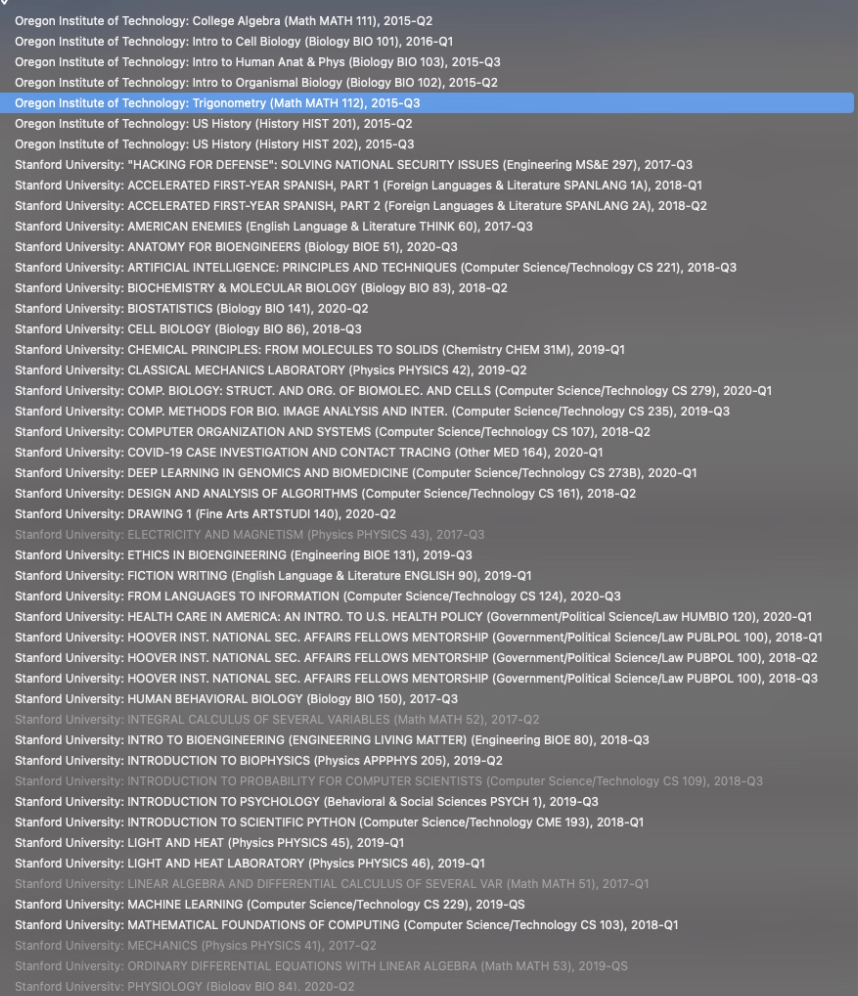 Oregon Institute of Technology: College Algebra (Math MATH 111), 2015-Q2
Oregon Institute of Technology: Intro to Cell Biology (Biology BIO 101), 2016-Q1
Oregon Institute of Technology: Intro to Human Anat & Phys (Biology BIO 103), 2015-Q3
Oregon Institute of Technology: Intro to Organismal Biology (Biology BIO 102), 2015-Q2
Oregon Institute of Technology: Trigonometry (Math MATH 112), 2015-Q3
Oregon Institute of Technology: US History (History HIST 201), 2015-Q2
Oregon Institute of Technology: US History (History HIST 202), 2015-Q3
Stanford University: "HACKING FOR DEFENSE": SOLVING NATIONAL SECURITY ISSUES (Engineering MS&E 297), 2017-Q3
Stanford University: ACCELERATED FIRST-YEAR SPANISH, PART 1 (Foreign Languages & Literature SPANLANG 1A), 2018-Q1
Stanford University: ACCELERATED FIRST-YEAR SPANISH, PART 2 (Foreign Languages & Literature SPANLANG 2A), 2018-Q2
Stanford University: AMERICAN ENEMIES (English Language & Literature THINK 60), 2017-Q3
Stanford University: ANATOMY FOR BIOENGINEERS (Biology BIOE 51), 2020-Q3
Stanford University: ARTIFICIAL INTELLIGENCE: PRINCIPLES AND TECHNIQUES (Computer Science/Technology CS 221), 2018-Q3
Stanford University: BIOCHEMISTRY & MOLECULAR BIOLOGY (Biology BIO 83), 2018-Q2
Stanford University: BIOSTATISTICS (Biology BIO 141), 2020-Q2
Stanford University: CELL BIOLOGY (Biology BIO 86), 2018-Q3
Stanford University: CHEMICAL PRINCIPLES: FROM MOLECULES TO SOLIDS (Chemistry CHEM 31M), 2019-Q1
Stanford University: CLASSICAL MECHANICS LABORATORY (Physics PHYSICS 42), 2019-Q2
Stanford University: COMP. BIOLOGY: STRUCT. AND ORG. OF BIOMOLEC. AND CELLS (Computer Science/Technology CS 279), 2020-Q1
Stanford University: COMP. METHODS FOR BIO. IMAGE ANALYSIS AND INTER. (Computer Science/Technology CS 235), 2019-Q3
Stanford University: COMPUTER ORGANIZATION AND SYSTEMS (Computer Science/Technology CS 107), 2018-Q2
Stanford University: COVID-19 CASE INVESTIGATION AND CONTACT TRACING (Other MED 164), 2020-Q1
Stanford University: DEEP LEARNING IN GENOMICS AND BIOMEDICINE (Computer Science/Technology CS 273B), 2020-Q1
Stanford University: DESIGN AND ANALYSIS OF ALGORITHMS (Computer Science/Technology CS 161), 2018-Q2
Stanford University: DRAWING 1 (Fine Arts ARTSTUDI 140), 2020-Q2
Stanford University: ELECTRICITY AND MAGNETISM (Physics PHYSICS 43), 2017-Q3
Stanford University: ETHICS IN BIOENGINEERING (Engineering BIOE 131), 2019-Q3
Stanford University: FICTION WRITING (English Language & Literature ENGLISH 90), 2019-Q1
Stanford University: FROM LANGUAGES TO INFORMATION (Computer Science/Technology CS 124), 2020-Q3
Stanford University: HEALTH CARE IN AMERICA: AN INTRO. TO U.S. HEALTH POLICY (Government/Political Science/Law HUMBIO 120), 2020-Q1
Stanford University: HOOVER INST. NATIONAL SEC. AFFAIRS FELLOWS MENTORSHIP (Government/Political Science/Law PUBLPOL 100), 2018-Q1
Stanford University: HOOVER INST. NATIONAL SEC. AFFAIRS FELLOWS MENTORSHIP (Government/Political Science/Law PUBPOL 100), 2018-Q2
Stanford University: HOOVER INST. NATIONAL SEC. AFFAIRS FELLOWS MENTORSHIP (Government/Political Science/Law PUBPOL 100), 2018-Q3
Stanford University: HUMAN BEHAVIORAL BIOLOGY (Biology BIO 150), 2017-Q3
Stanford University: INTEGRAL CALCULUS OF SEVERAL VARIABLES (Math MATH 52), 2017-Q2
Stanford University: INTRO TO BIOENGINEERING (ENGINEERING LIVING MATTER) (Engineering BIOE 80), 2018-Q3
Stanford University: INTRODUCTION TO BIOPHYSICS (Physics APPPHYS 205), 2019-Q2
Stanford University: INTRODUCTION TO PROBABILITY FOR COMPUTER SCIENTISTS (Computer Science/Technology CS 109), 2018-Q3
Stanford University: INTRODUCTION TO PSYCHOLOGY (Behavioral & Social Sciences PSYCH 1), 2019-Q3
Stanford University: INTRODUCTION TO SCIENTIFIC PYTHON (Computer Science/Technology CME 193), 2018-Q1
Stanford University: LIGHT AND HEAT (Physics PHYSICS 45), 2019-Q1
Stanford University: LIGHT AND HEAT LABORATORY (Physics PHYSICS 46), 2019-Q1
Stanford University: LINEAR ALGEBRA AND DIFFERENTIAL CALCULUS OF SEVERAL VAR (Math MATH 51), 2017-Q1
Stanford University: MACHINE LEARNING (Computer Science/Technology CS 229), 2019-QS
Stanford University: MATHEMATICAL FOUNDATIONS OF COMPUTING (Computer Science/Technology CS 103), 2018-Q1
Stanford University: MECHANICS (Physics PHYSICS 41), 2017-Q2
Stanford University: ORDINARY DIFFERENTIAL EQUATIONS WITH LINEAR ALGEBRA (Math MATH 53), 2019-QS
Stanford University: PHYSIOLOGY (Biology BIO 84), 2020-Q2